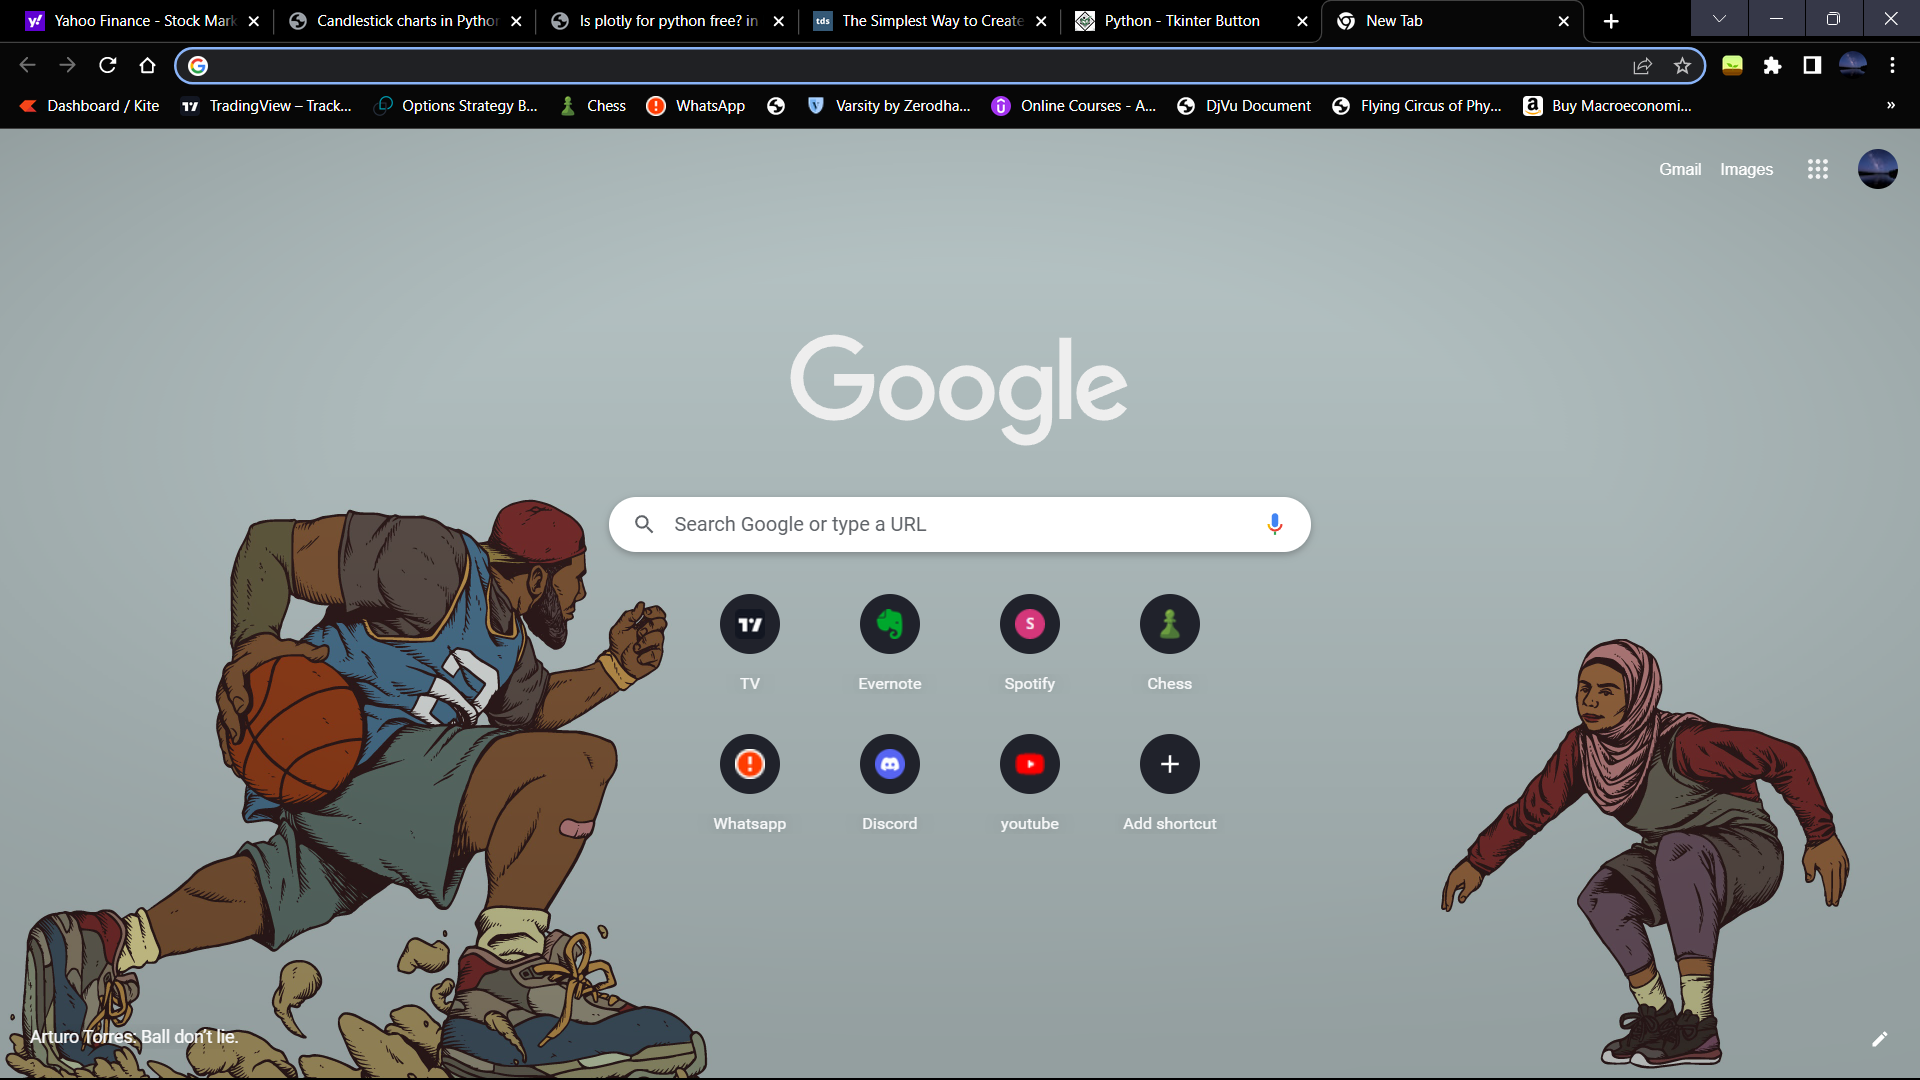 Yahoo Finance - Stock Mark
Candlestick charts in Python
Is plotly for python free? in
tds
The Simplest Way to Create
Python - Tkinter Button
New Tab
Dashboard / Kite
TradingView – Track...
Options Strategy B...
Chess
WhatsApp
Varsity by Zerodha...
Online Courses - A...
DjVu Document
Flying Circus of Phy...
Buy Macroeconomi...
Gmail
Images
Google
Search Google or type a URL
TV
Evernote
S
Spotify
Chess
Whatsapp
Discord
youtube
Add shortcut
Arturo Torres: Ball don't lie.